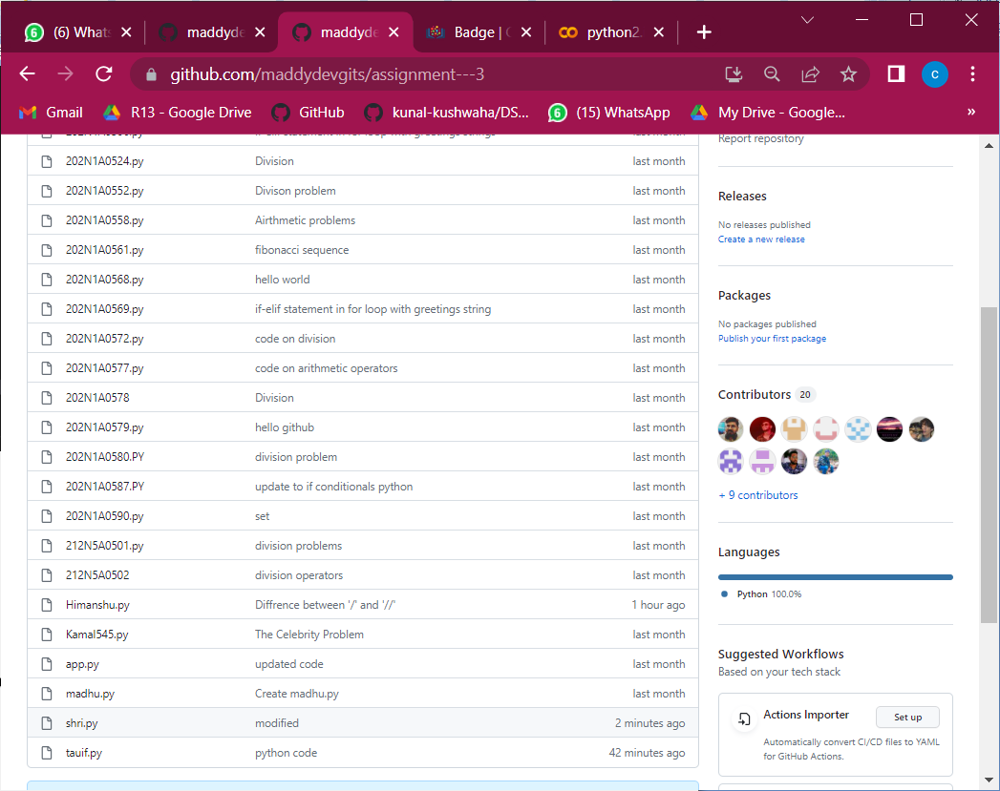 (6) Whats
maddyde
maddyde
Badge |
python2.
github.com/maddydevgits/assignment---3
C
Gmail
R13 - Google Drive
GitHub
kunal-kushwaha/DS...
(15) WhatsApp
My Drive - Google...
»
202N1A0524.py Division last month
202N1A0552.py Divison problem last month
202N1A0558.py Airthmetic problems last month
202N1A0561.py fibonacci sequence last month
202N1A0568.py hello world last month
202N1A0569.py if-elif statement in for loop with greetings string last month
202N1A0572.py code on division last month
202N1A0577.py code on arithmetic operators last month
202N1A0578 Division last month
202N1A0579.py hello github last month
202N1A0580.PY division problem last month
202N1A0587.PY update to if conditionals python last month
202N1A0590.py set last month
212N5A0501.py division problems last month
212N5A0502 division operators last month
Himanshu.py Diffrence between '/' and '//' 1 hour ago
Kamal545.py The Celebrity Problem last month
app.py updated code last month
madhu.py Create madhu.py last month
shri.py modified 2 minutes ago
tauif.py python code 42 minutes ago
Report repository
Releases
No releases published
Create a new release
Packages
No packages published
Publish your first package
Contributors 20
+ 9 contributors
Languages
Python 100.0%
Suggested Workflows
Based on your tech stack
Actions Importer
Set up
Automatically convert CI/CD files to YAML
for GitHub Actions.